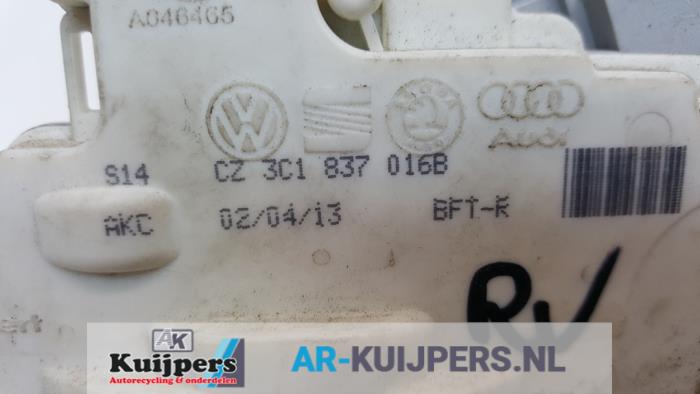 A046465
SKODA
Audi
S14 CZ 3C1 837 016B
AKC 02/04/13 BFT-R
RV
AK
Kuijpers
Autorecycling & onderdelen
AR-KUIJPERS.NL